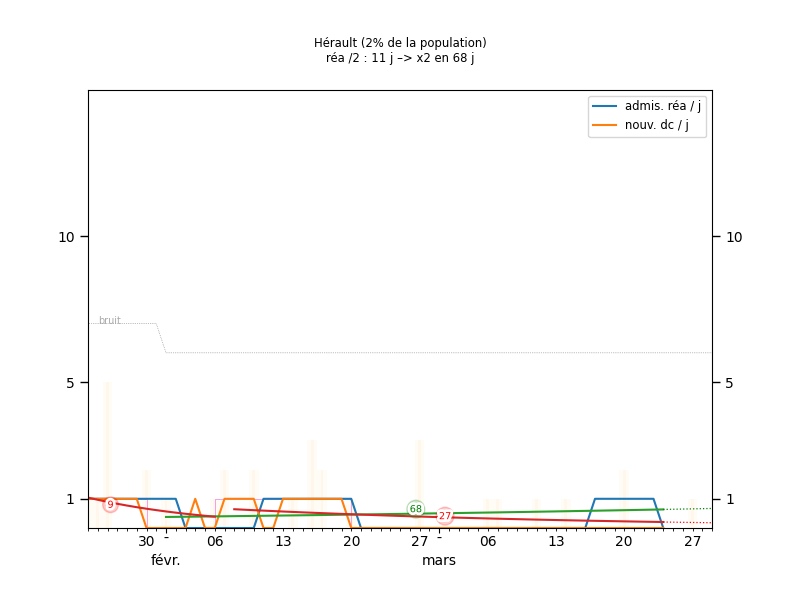 Hérault (2% de la population)
réa /2 : 11 j –> x2 en 68 j
admis. réa / j
nouv. dc / j
10 10
bruit
5 5
1 1
9
68
27
30 - 06 13 20 27 - 06 13 20 27
févr. mars